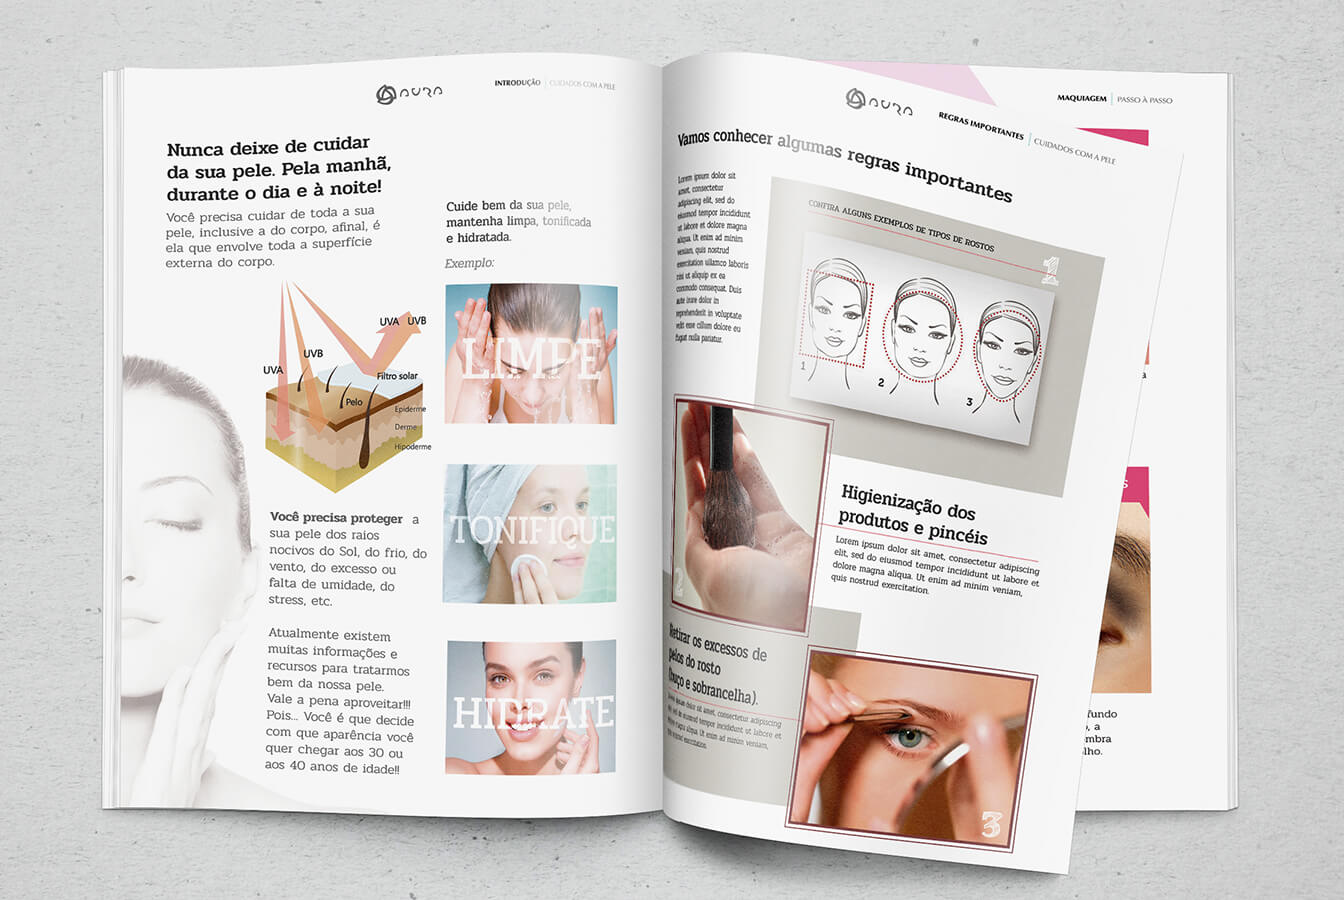 AURA
INTRODUÇÃO | CUIDADOS COM A PELE
Nunca deixe de cuidar
da sua pele. Pela manhã,
durante o dia e à noite!
Você precisa cuidar de toda a sua
pele, inclusive a do corpo, afinal, é
ela que envolve toda a superfície
externa do corpo.
UVA
UVB
UVA UVB
Filtro solar
Pelo
Epiderme
Derme
Hipoderme
Você precisa proteger a
sua pele dos raios
nocivos do Sol, do frio, do
vento, do excesso ou
falta de umidade, do
stress, etc.
Atualmente existem
muitas informações e
recursos para tratarmos
bem da nossa pele.
Vale a pena aproveitar!!!
Pois... Você é que decide
com que aparência você
quer chegar aos 30 ou
aos 40 anos de idade!!
Cuide bem da sua pele,
mantenha limpa, tonificada
e hidratada.
Exemplo:
LIMPE
TONIFIQUE
HIDRATE
AURA
REGRAS IMPORTANTES | CUIDADOS COM A PELE
Vamos conhecer algumas regras importantes
Lorem ipsum dolor sit
amet, consectetur
adipiscing elit, sed do
eiusmod tempor incididunt
ut labore et dolore magna
aliqua. Ut enim ad minim
veniam, quis nostrud
exercitation ullamco laboris
nisi ut aliquip ex ea
commodo consequat. Duis
aute irure dolor in
reprehenderit in voluptate
velit esse cillum dolore eu
fugiat nulla pariatur.
CONFIRA ALGUNS EXEMPLOS DE TIPOS DE ROSTOS
1
1
2
3
2
Higienização dos
produtos e pincéis
Lorem ipsum dolor sit amet, consectetur adipiscing
elit, sed do eiusmod tempor incididunt ut labore et
dolore magna aliqua. Ut enim ad minim veniam,
quis nostrud exercitation.
Retirar os excessos de
pelos do rosto
(buço e sobrancelha).
Lorem ipsum dolor sit amet, consectetur adipiscing
elit, sed do eiusmod tempor incididunt ut labore et
dolore magna aliqua. Ut enim ad minim veniam,
quis nostrud exercitation.
3
MAQUIAGEM | PASSO À PASSO
a
S
fundo
, a
mbra
lho.